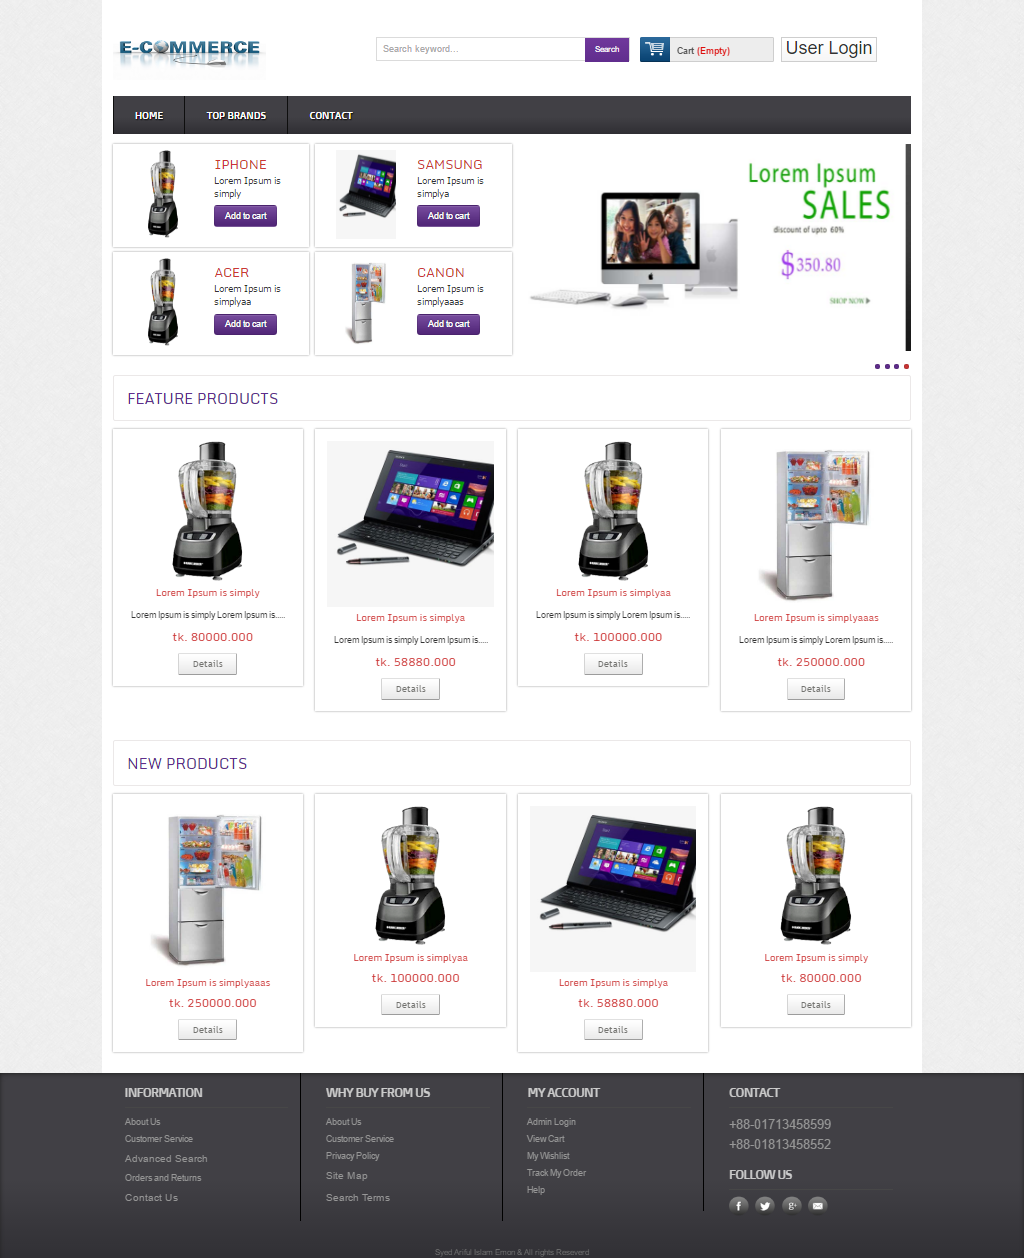 E-COMMERCE
Search keyword...
Search
Cart (Empty)
User Login
HOME
TOP BRANDS
CONTACT
IPHONE
Lorem Ipsum is
simply
Add to cart
SAMSUNG
Lorem Ipsum is
simplya
Add to cart
ACER
Lorem Ipsum is
simplyaa
Add to cart
CANON
Lorem Ipsum is
simplyaaas
Add to cart
Lorem Ipsum
SALES
discount of upto 60%
$350.80
SHOP NOW
FEATURE PRODUCTS
Lorem Ipsum is simply
Lorem Ipsum is simply Lorem Ipsum is.....
tk. 80000.000
Details
Lorem Ipsum is simplya
Lorem Ipsum is simply Lorem Ipsum is.....
tk. 58880.000
Details
Lorem Ipsum is simplyaa
Lorem Ipsum is simply Lorem Ipsum is.....
tk. 100000.000
Details
Lorem Ipsum is simplyaaas
Lorem Ipsum is simply Lorem Ipsum is.....
tk. 250000.000
Details
NEW PRODUCTS
Lorem Ipsum is simplyaaas
tk. 250000.000
Details
Lorem Ipsum is simplyaa
tk. 100000.000
Details
Lorem Ipsum is simplya
tk. 58880.000
Details
Lorem Ipsum is simply
tk. 80000.000
Details
INFORMATION
About Us
Customer Service
Advanced Search
Orders and Returns
Contact Us
WHY BUY FROM US
About Us
Customer Service
Privacy Policy
Site Map
Search Terms
MY ACCOUNT
Admin Login
View Cart
My Wishlist
Track My Order
Help
CONTACT
+88-01713458599
+88-01813458552
FOLLOW US
Syed Ariful Islam Emon & All rights Reseverd